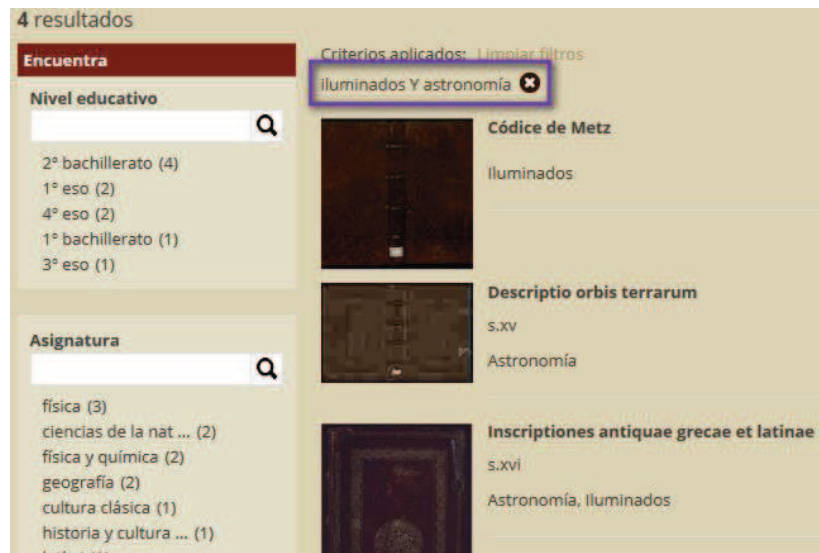 4 resultados
Encuentra
Nivel educativo
2º bachillerato (4)
1º eso (2)
4º eso (2)
1º bachillerato (1)
3º eso (1)
Asignatura
física (3)
ciencias de la nat ... (2)
física y química (2)
geografía (2)
cultura clásica (1)
historia y cultura ... (1)
Criterios aplicados: Limpiar filtros
iluminados Y astronomía
Códice de Metz
Iluminados
Descriptio orbis terrarum
s.xv
Astronomía
Inscriptiones antiquae grecae et latinae
s.xvi
Astronomía, Iluminados